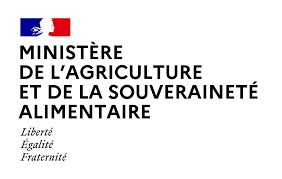 MINISTÈRE
DE L'AGRICULTURE
ET DE LA SOUVERAINETÉ
ALIMENTAIRE
Liberté
Égalité
Fraternité